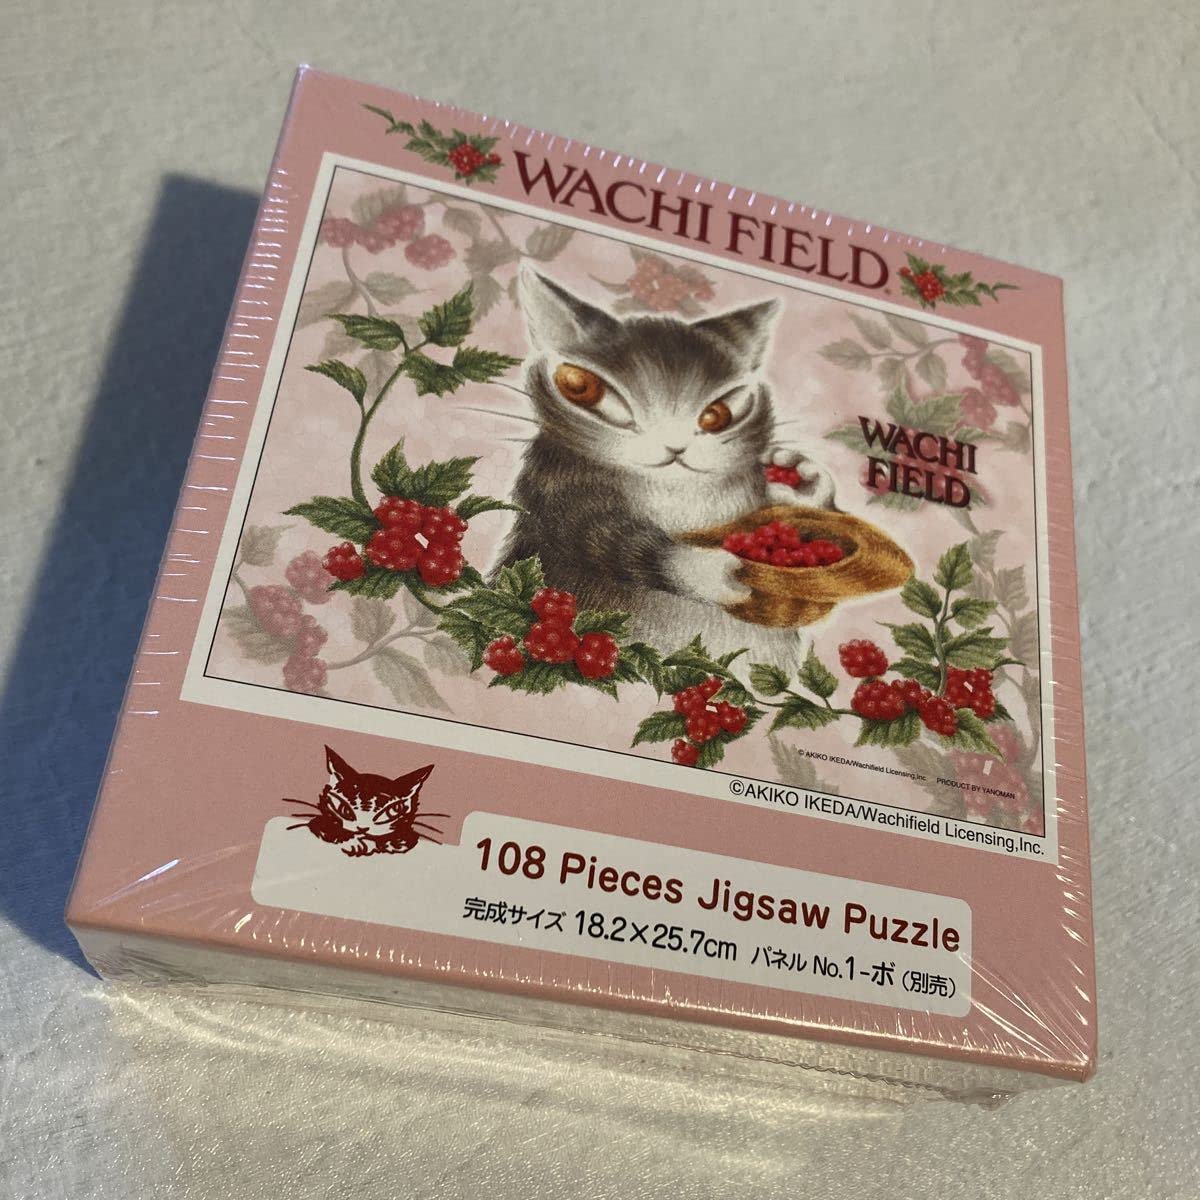 WACHI FIELD®
WACHI
FIELD
© AKIKO IKEDA/Wachifield Licensing,Inc. PRODUCT BY YANOMAN
©AKIKO IKEDA/Wachifield Licensing,Inc.
108 Pieces Jigsaw Puzzle
完成サイズ 18.2×25.7cm パネル No.1-ボ (別売)